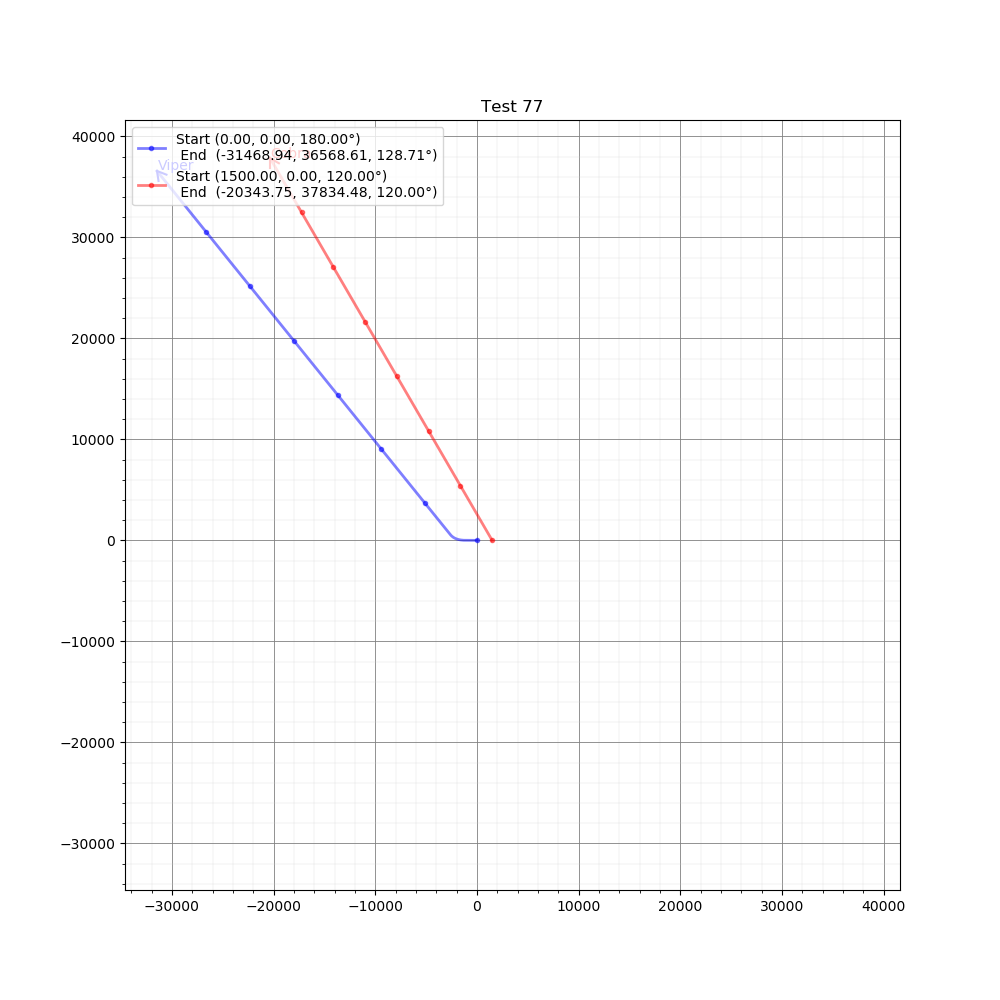 Test 77
Start (0.00, 0.00, 180.00°)
End (-31468.94, 36568.61, 128.71°)
Start (1500.00, 0.00, 120.00°)
End (-20343.75, 37834.48, 120.00°)
Viper
40000
30000
20000
10000
0
−10000
−20000
−30000
−30000 −20000 −10000 0 10000 20000 30000 40000